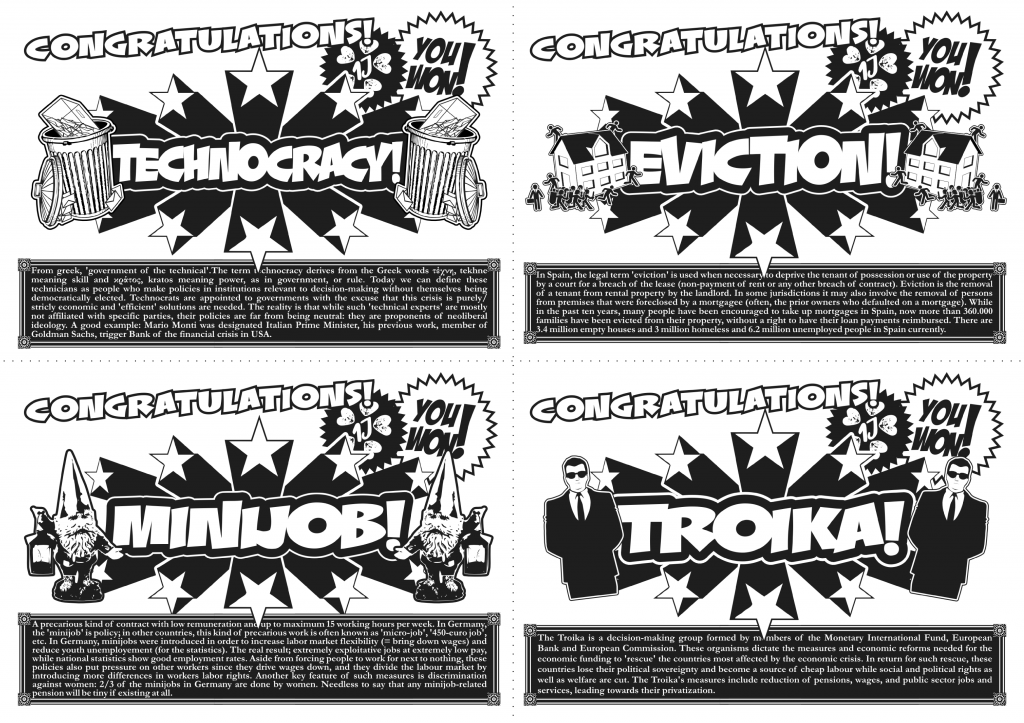 CONGRATULATIONS!
1J
YOU
WON!
TECHNOCRACY!
From greek, 'government of the technical'.The term t chnocracy derives from the Greek words τέχνη, tekhne
meaning skill and κράτος, kratos meaning power, as in government, or rule. Today we can define these
technicians as people who make policies in institutions relevant to decision-making without themselves being
democratically elected. Technocrats are appointed to governments with the excuse that this crisis is purely/
stricly economic and 'efficient' solutions are needed. The reality is that while such 'technical experts' are mostly
not affiliated with specific parties, their policies are far from being neutral: they are proponents of neoliberal
ideology. A good example: Mario Monti was designated Italian Prime Minister, his previous work, member of
Goldman Sachs, trigger Bank of the financial crisis in USA.
CONGRATULATIONS!
1J
YOU
WON!
EVICTION!
In Spain, the legal term 'eviction' is used when necessary to deprive the tenant of possession or use of the property
by a court for a breach of the lease (non-payment of rent or any other breach of contract). Eviction is the removal
of a tenant from rental property by the landlord. In some jurisdictions it may also involve the removal of persons
from premises that were foreclosed by a mortgagee (often, the prior owners who defaulted on a mortgage). While
in the past ten years, many people have been encouraged to take up mortgages in Spain, now more than 360.000
families have been evicted from their property, without a right to have their loan payments reimbursed. There are
3.4 million empty houses and 3 million homeless and 6.2 million unemployed people in Spain currently.
CONGRATULATIONS!
1J
YOU
WON!
MINIJOB!
A precarious kind of contract with low remuneration and up to maximum 15 working hours per week. In Germany,
the 'minijob' is policy; in other countries, this kind of precarious work is often known as 'micro-job', '450-euro job',
etc. In Germany, minijobs were introduced in order to increase labor market flexibility (= bring down wages) and
reduce youth unemployement (for the statistics). The real result; extremely exploitative jobs at extremely low pay,
while national statistics show good employment rates. Aside from forcing people to work for next to nothing, these
policies also put pressure on other workers since they drive wages down, and they divide the labour market by
introducing more differences in workers labor rights. Another key feature of such measures is discrimination
against women: 2/3 of the minijobs in Germany are done by women. Needless to say that any minijob-related
pension will be tiny if existing at all.
CONGRATULATIONS!
1J
YOU
WON!
TROIKA!
The Troika is a decision-making group formed by m mbers of the Monetary International Fund, European
Bank and European Commission. These organisms dictate the measures and economic reforms needed for the
economic funding to 'rescue' the countries most affected by the economic crisis. In return for such rescue, these
countries lose their political sovereignty and become a source of cheap labour while social and political rights as
well as welfare are cut. The Troika's measures include reduction of pensions, wages, and public sector jobs and
services, leading towards their privatization.